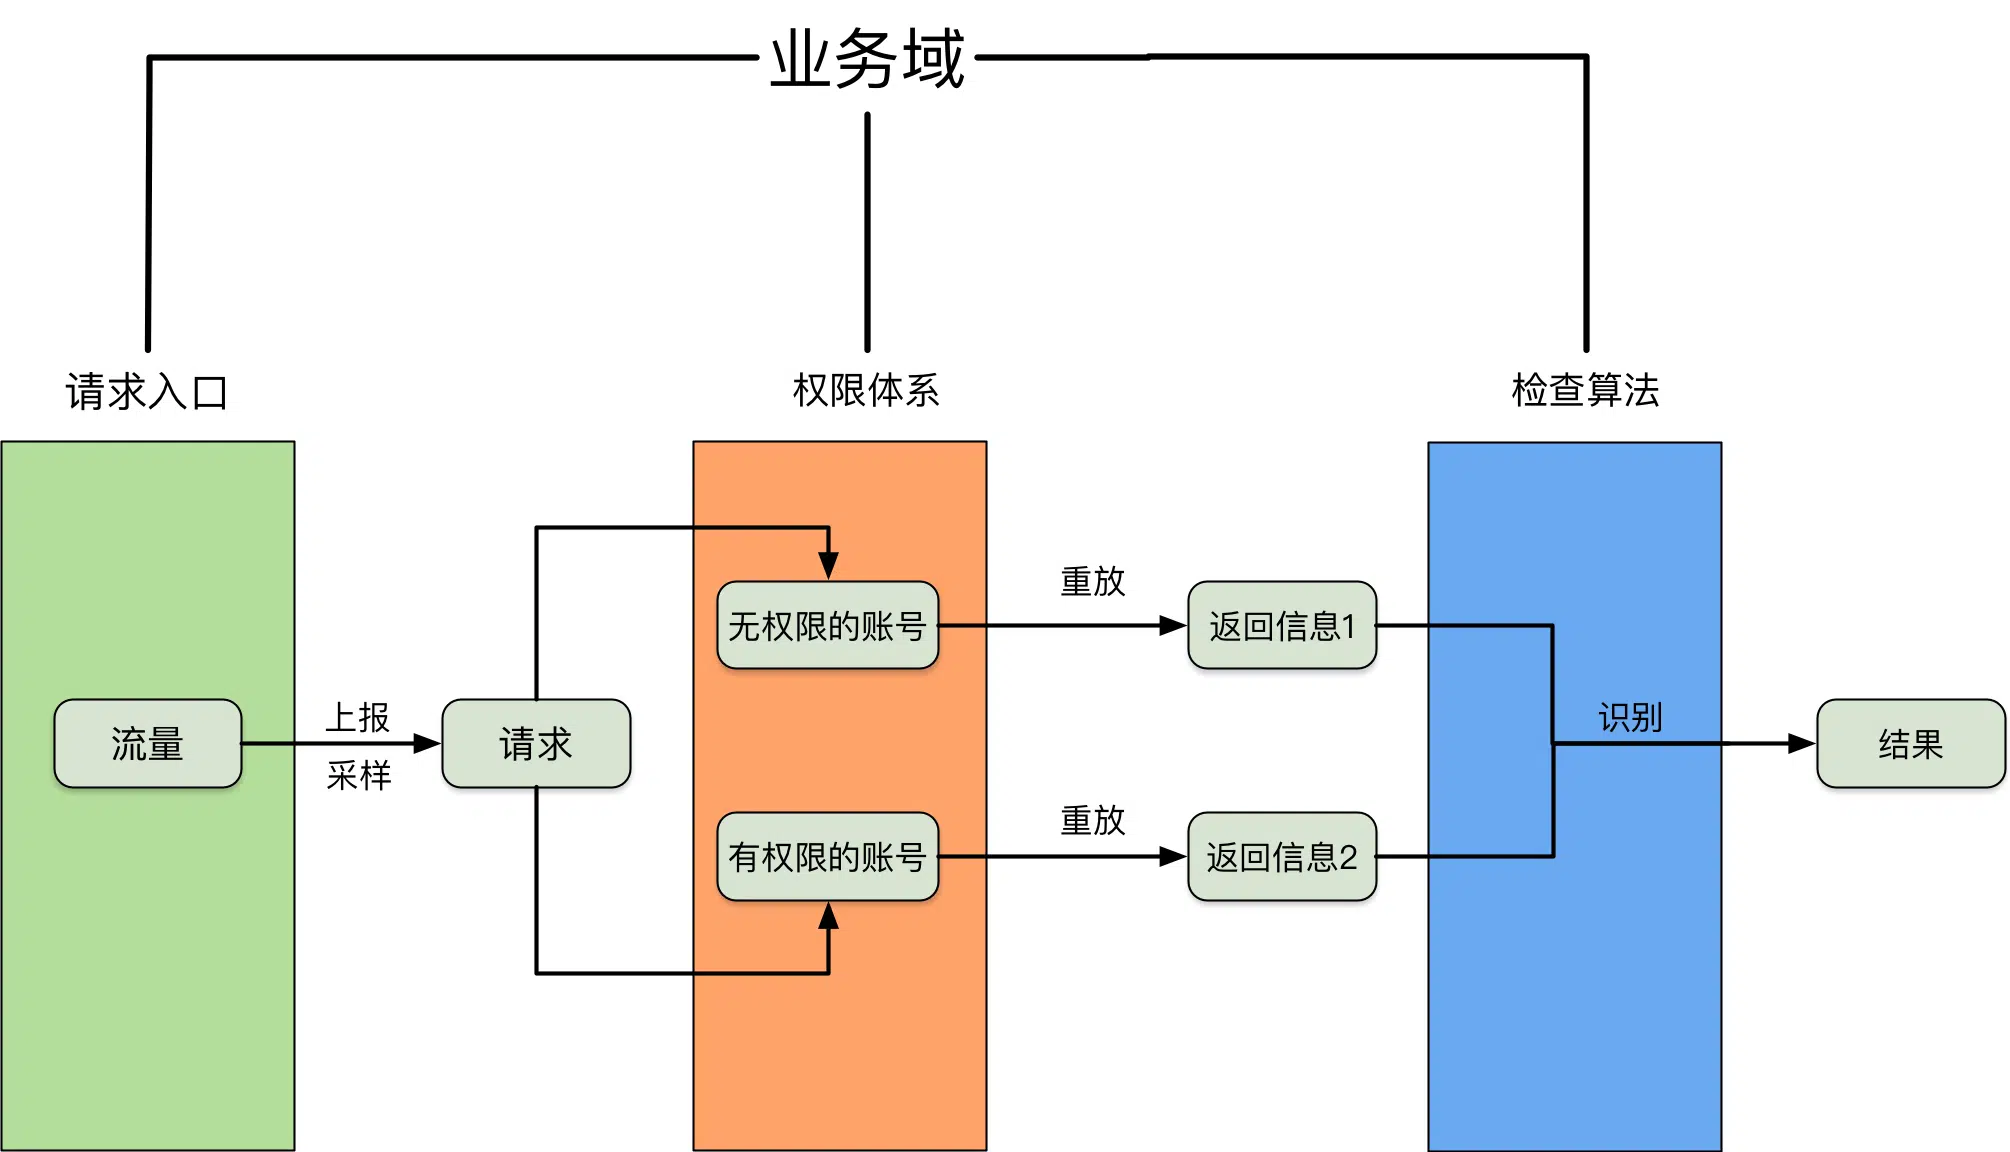 业务域
请求入口
权限体系
检查算法
流量
上报
采样
请求
无权限的账号
有权限的账号
重放
重放
返回信息1
返回信息2
识别
结果